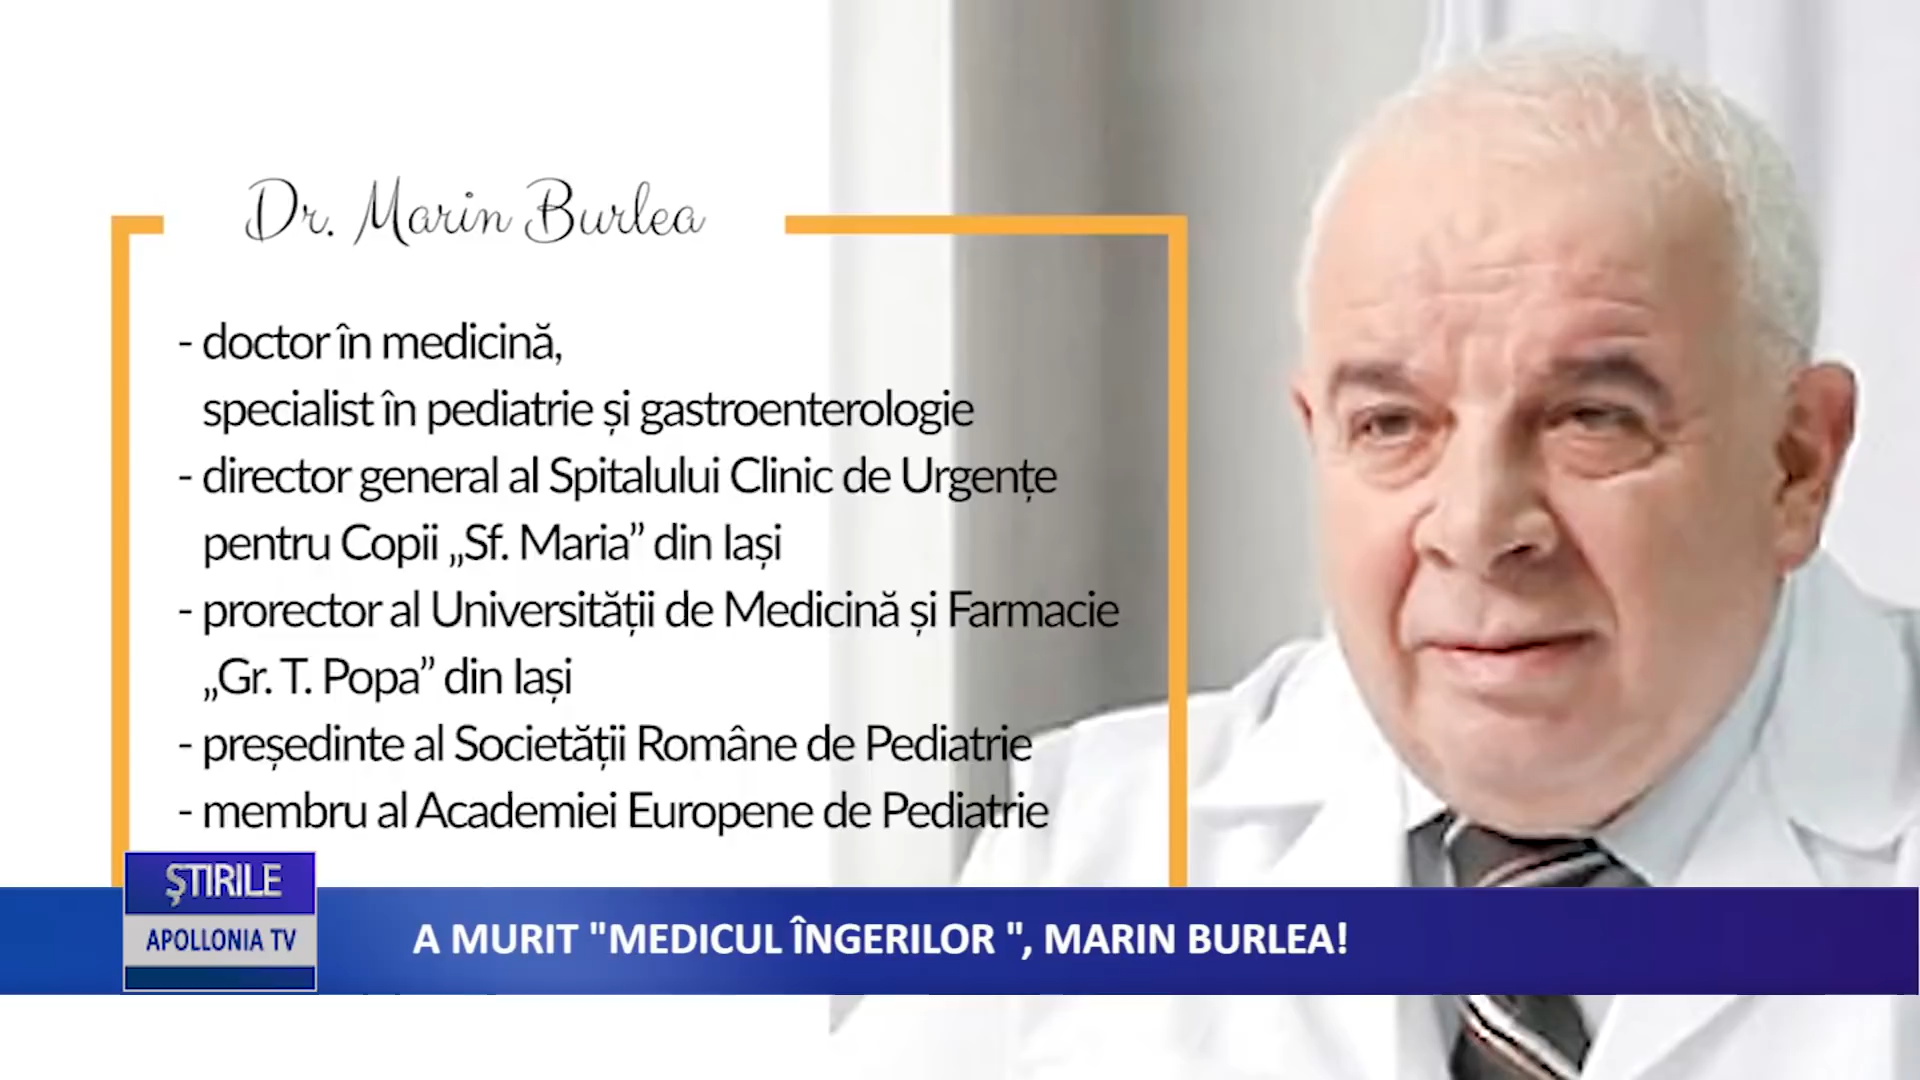 Dr. Marin Burlea
- doctor în medicină,
specialist în pediatrie și gastroenterologie
- director general al Spitalului Clinic de Urgențe
pentru Copii „Sf. Maria” din Iași
- prorector al Universității de Medicină și Farmacie
„Gr. T. Popa” din Iași
- președinte al Societății Române de Pediatrie
- membru al Academiei Europene de Pediatrie
ŞTIRILE
APOLLONIA TV
A MURIT "MEDICUL ÎNGERILOR ", MARIN BURLEA!